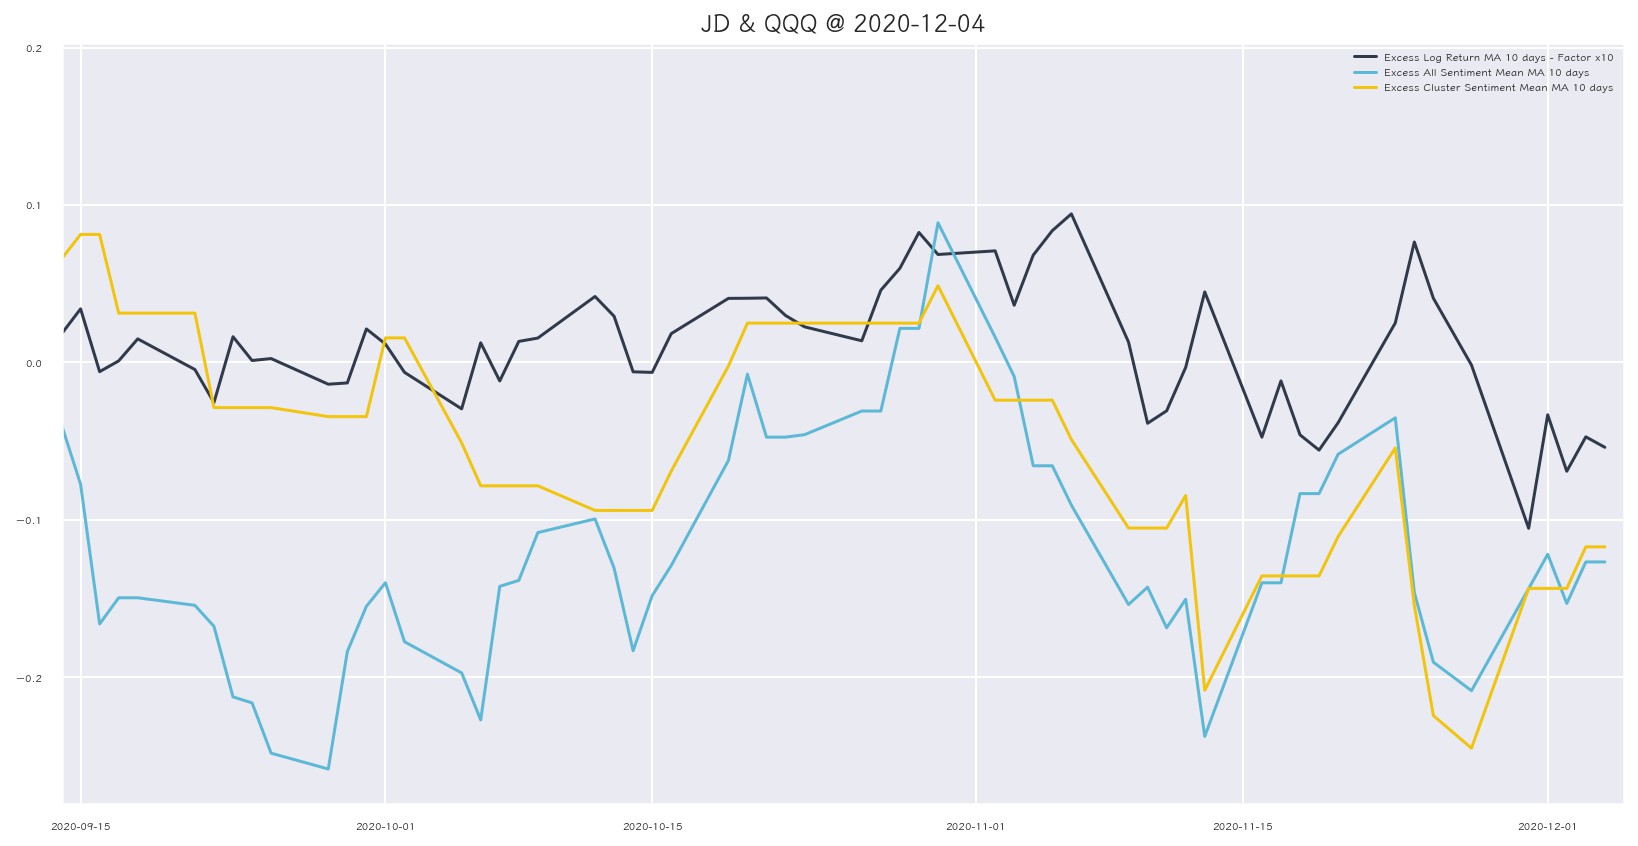 JD & QQQ @ 2020-12-04
0.2
Excess Log Return MA 10 days - Factor x10
Excess All Sentiment Mean MA 10 days
Excess Cluster Sentiment Mean MA 10 days
0.1
0.0
−0.1
−0.2
2020-09-15 2020-10-01 2020-10-15 2020-11-01 2020-11-15 2020-12-01